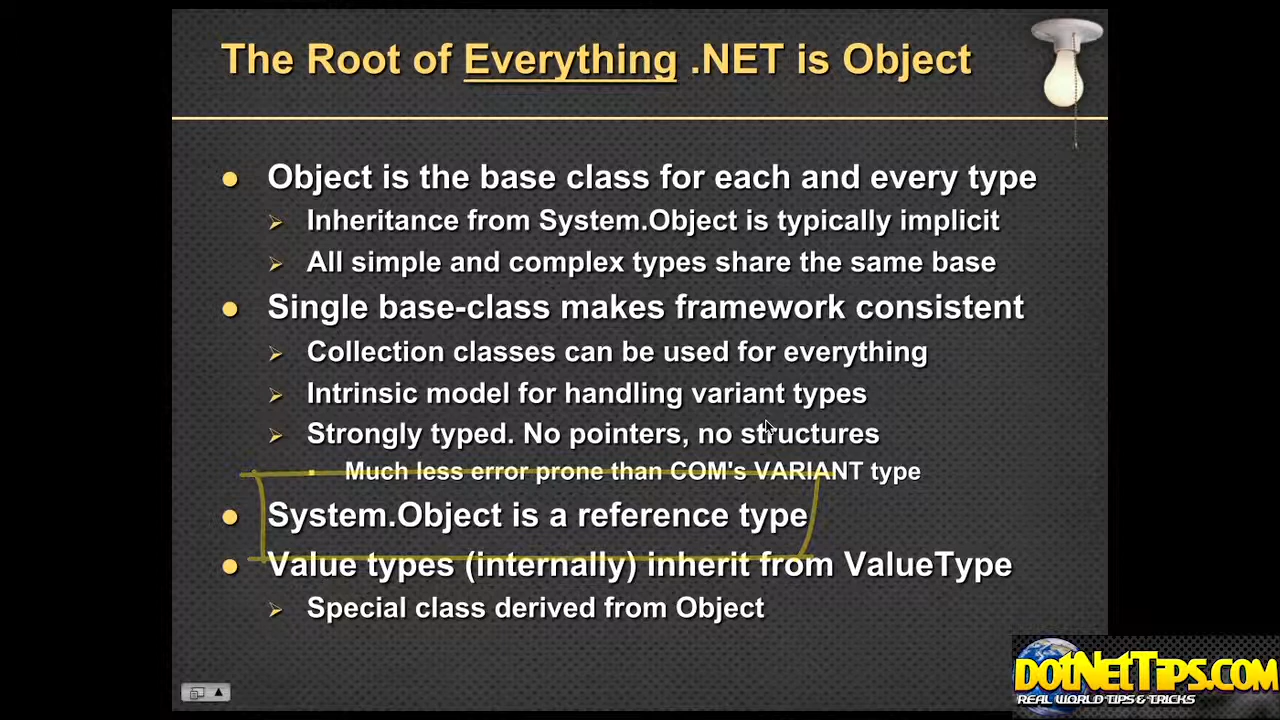 The Root of Everything .NET is Object
Object is the base class for each and every type
Inheritance from System.Object is typically implicit
All simple and complex types share the same base
Single base-class makes framework consistent
Collection classes can be used for everything
Intrinsic model for handling variant types
Strongly typed. No pointers, no structures
Much less error prone than COM's VARIANT type
System.Object is a reference type
Value types (internally) inherit from ValueType
Special class derived from Object
DotNetTips.com
REAL WORLD TIPS & TRICKS